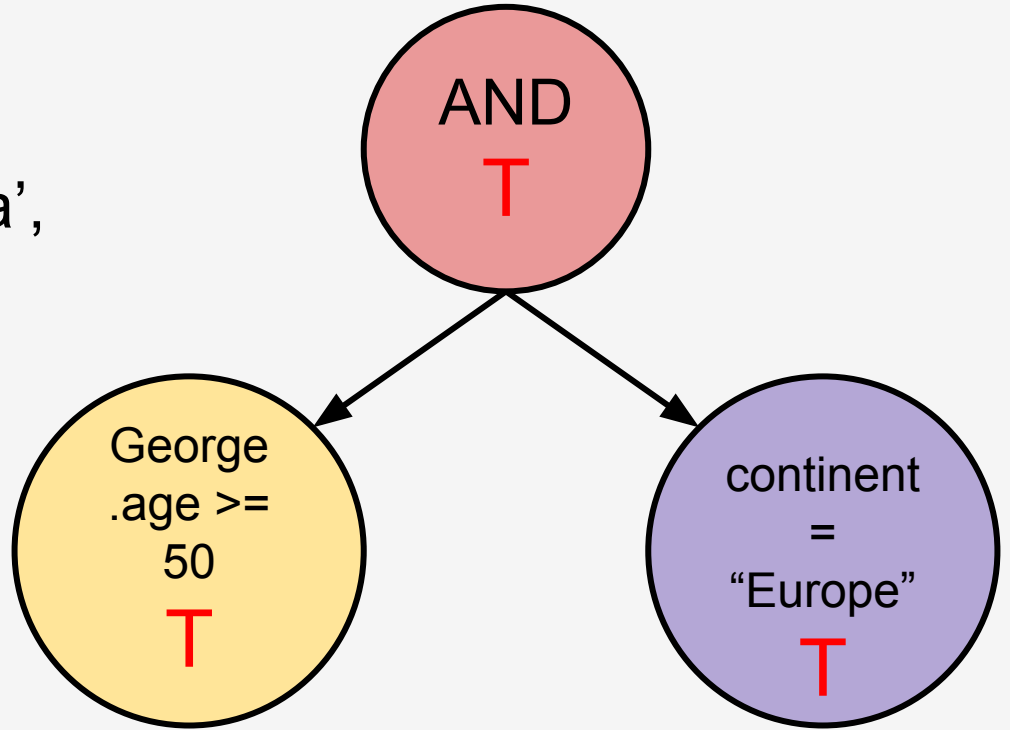 AND
T
a’,
George
.age >=
50
T
continent
=
“Europe”
T